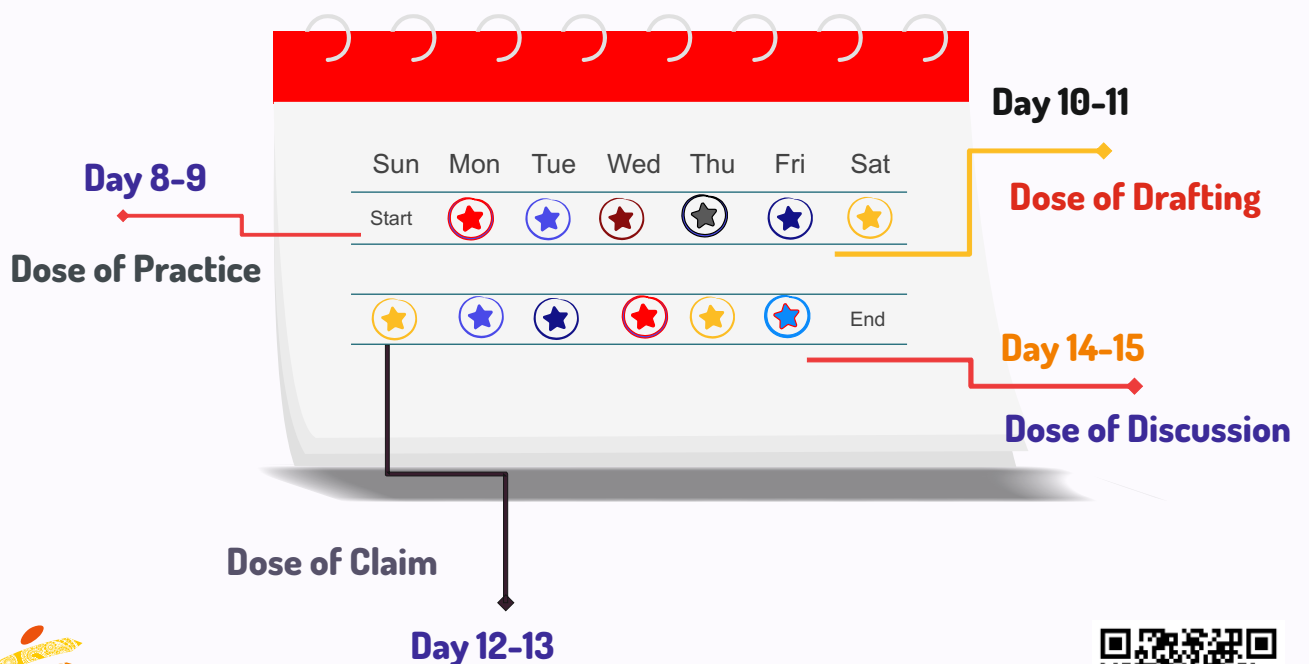 Day 10-11
Dose of Drafting
Day 8-9
Dose of Practice
Sun Mon Tue Wed Thu Fri Sat
Start
End
Day 14-15
Dose of Discussion
Dose of Claim
Day 12-13